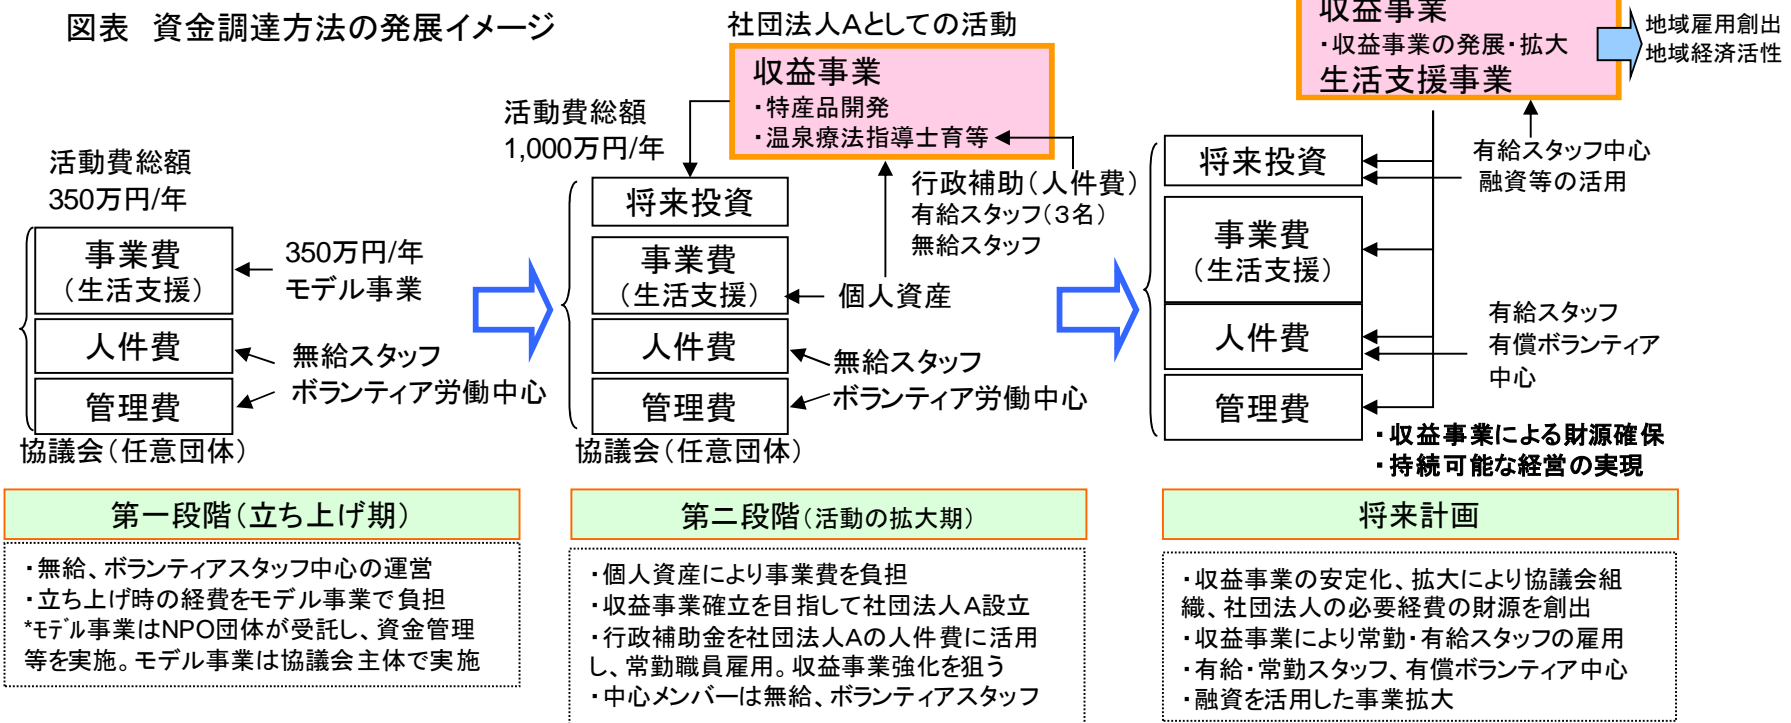 図表　資金調達方法の発展イメージ
活動費総額
350万円/年
事業費
（生活支援）
人件費
管理費
350万円/年
モデル事業
無給スタッフ
ボランティア労働中心
協議会（任意団体）
第一段階（立ち上げ期）
・無給、ボランティアスタッフ中心の運営
・立ち上げ時の経費をモデル事業で負担
*ﾓﾃﾞﾙ事業はNPO団体が受託し、資金管理
等を実施。モデル事業は協議会主体で実施
社団法人Aとしての活動
収益事業
・特産品開発
・温泉療法指導士育等
活動費総額
1,000万円/年
将来投資
事業費
（生活支援）
人件費
管理費
行政補助（人件費）
有給スタッフ（３名）
無給スタッフ
個人資産
無給スタッフ
ボランティア労働中心
協議会（任意団体）
第二段階（活動の拡大期）
・個人資産により事業費を負担
・収益事業確立を目指して社団法人A設立
・行政補助金を社団法人Aの人件費に活用
し、常勤職員雇用。収益事業強化を狙う
・中心メンバーは無給、ボランティアスタッフ
収益事業
・収益事業の発展・拡大
生活支援事業
地域雇用創出
地域経済活性
将来投資
事業費
（生活支援）
人件費
管理費
有給スタッフ中心
融資等の活用
有給スタッフ
有償ボランティア
中心
・収益事業による財源確保
・持続可能な経営の実現
将来計画
・収益事業の安定化、拡大により協議会組
織、社団法人の必要経費の財源を創出
・収益事業により常勤・有給スタッフの雇用
・有給・常勤スタッフ、有償ボランティア中心
・融資を活用した事業拡大